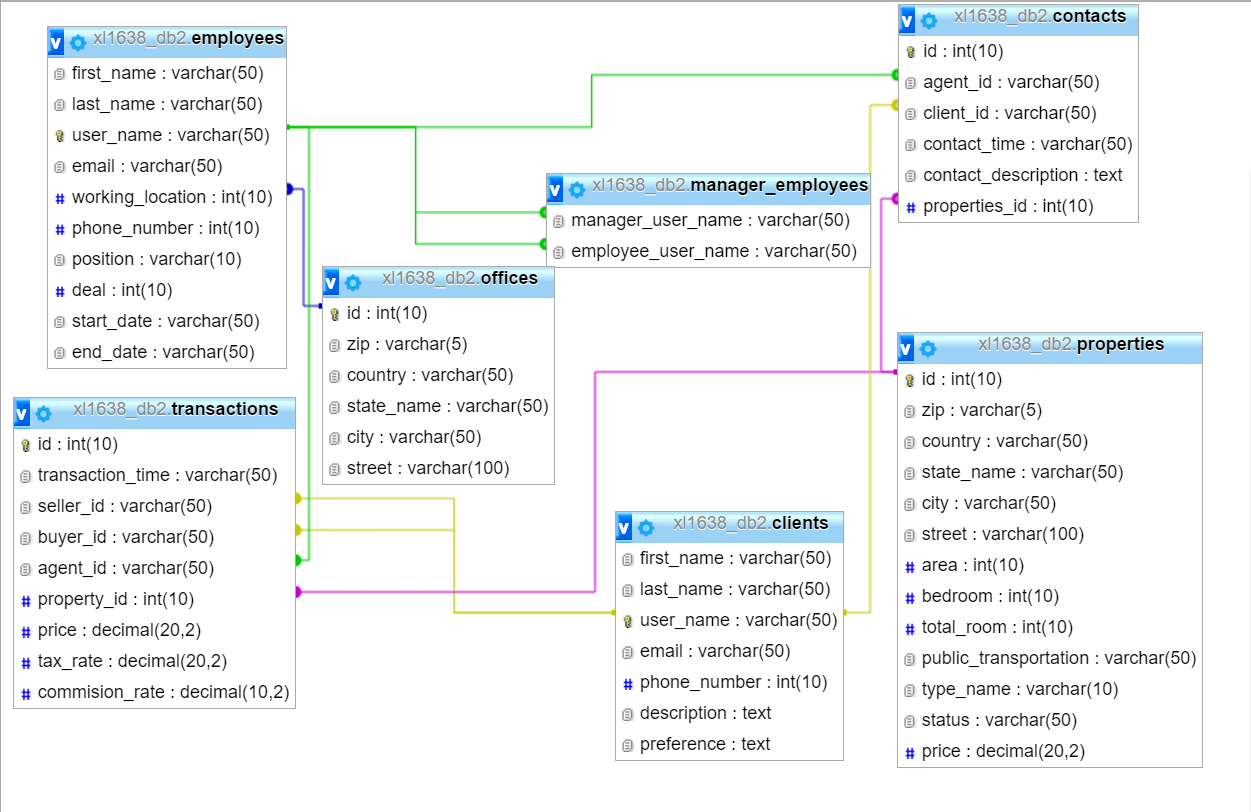 xl1638_db2.employees
first_name : varchar(50)
last_name : varchar(50)
user_name : varchar(50)
email : varchar(50)
working_location : int(10)
phone_number : int(10)
position : varchar(10)
deal : int(10)
start_date : varchar(50)
end_date : varchar(50)
xl1638_db2.contacts
id : int(10)
agent_id : varchar(50)
client_id : varchar(50)
contact_time : varchar(50)
contact_description : text
properties_id : int(10)
xl1638_db2.manager_employees
manager_user_name : varchar(50)
employee_user_name : varchar(50)
xl1638_db2.offices
id : int(10)
zip : varchar(5)
country : varchar(50)
state_name : varchar(50)
city : varchar(50)
street : varchar(100)
xl1638_db2.properties
id : int(10)
zip : varchar(5)
country : varchar(50)
state_name : varchar(50)
city : varchar(50)
street : varchar(100)
area : int(10)
bedroom : int(10)
total_room : int(10)
public_transportation : varchar(50)
type_name : varchar(10)
status : varchar(50)
price : decimal(20,2)
xl1638_db2.transactions
id : int(10)
transaction_time : varchar(50)
seller_id : varchar(50)
buyer_id : varchar(50)
agent_id : varchar(50)
property_id : int(10)
price : decimal(20,2)
tax_rate : decimal(20,2)
commision_rate : decimal(10,2)
xl1638_db2.clients
first_name : varchar(50)
last_name : varchar(50)
user_name : varchar(50)
email : varchar(50)
phone_number : int(10)
description : text
preference : text